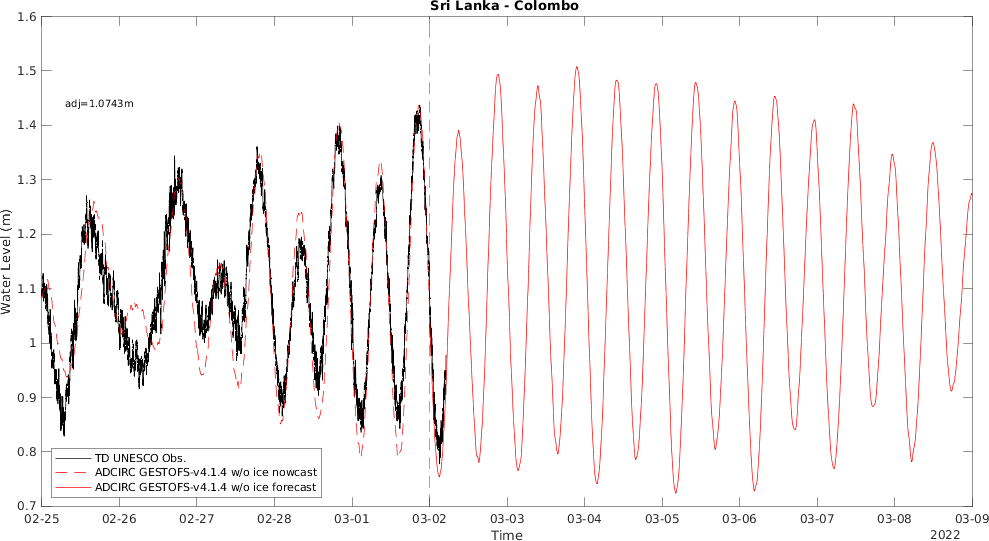 Sri Lanka - Colombo
1.6
1.5
1.4
1.3
1.2
1.1
1
0.9
0.8
0.7
Water Level (m)
adj=1.0743m
TD UNESCO Obs.
ADCIRC GESTOFS-v4.1.4 w/o ice nowcast
ADCIRC GESTOFS-v4.1.4 w/o ice forecast
02-25 02-26 02-27 02-28 03-01 03-02 03-03 03-04 03-05 03-06 03-07 03-08 03-09
Time
2022